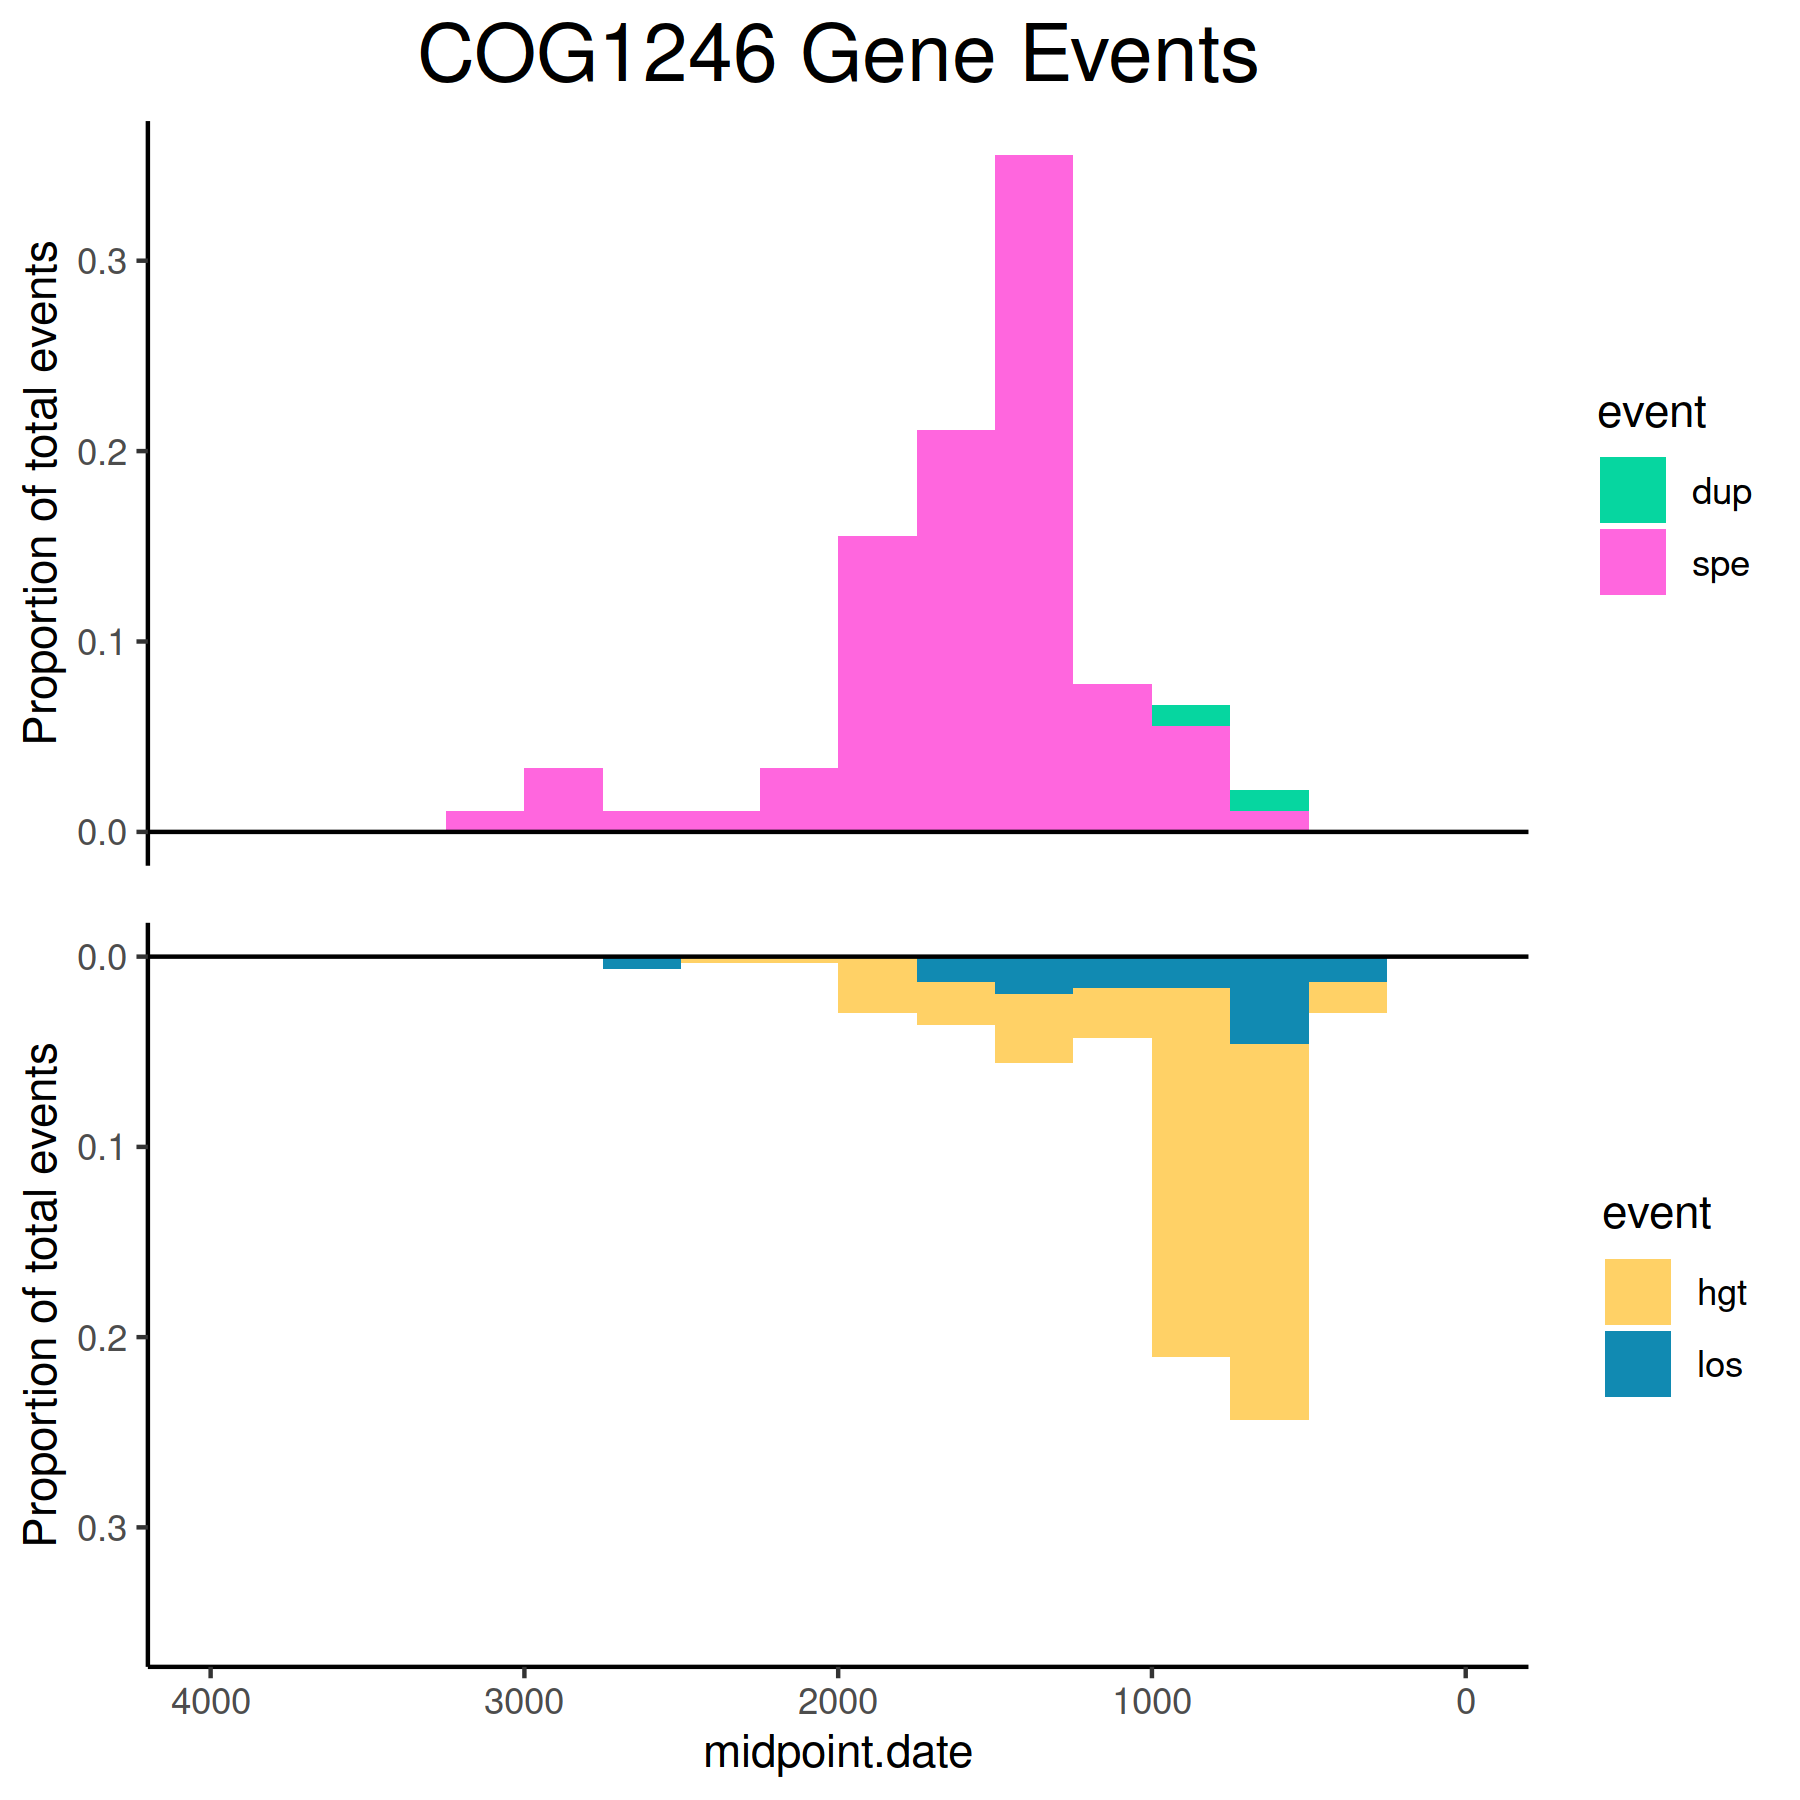 COG1246 Gene Events
Proportion of total events
0.3
0.2
0.1
0.0
event
dup
spe
Proportion of total events
0.0
0.1
0.2
0.3
event
hgt
los
4000 3000 2000 1000 0
midpoint.date